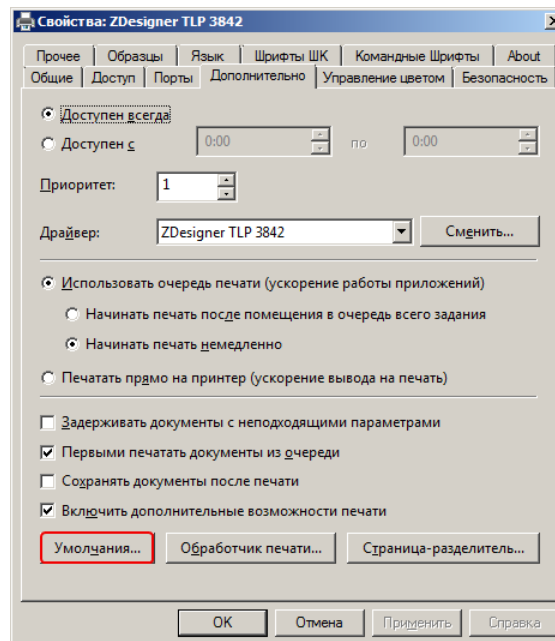 Свойства: ZDesigner TLP 3842
Прочее Образцы Язык Шрифты ШК Командные Шрифты About
Общие Доступ Порты Дополнительно Управление цветом Безопасность
Доступен всегда
Доступен с 0:00 по 0:00
Приоритет: 1
Драйвер: ZDesigner TLP 3842 Сменить...
Использовать очередь печати (ускорение работы приложений)
Начинать печать после помещения в очередь всего задания
Начинать печать немедленно
Печатать прямо на принтер (ускорение вывода на печать)
Задерживать документы с неподходящими параметрами
Первыми печатать документы из очереди
Сохранять документы после печати
Включить дополнительные возможности печати
Умолчания... Обработчик печати... Страница-разделитель...
OK Отмена Применить Справка